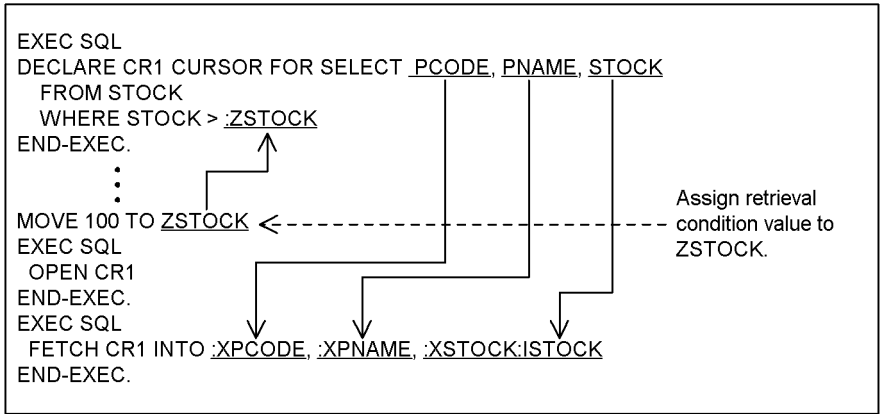 EXEC SQL
DECLARE CR1 CURSOR FOR SELECT PCODE, PNAME, STOCK
FROM STOCK
WHERE STOCK > :ZSTOCK
END-EXEC.
MOVE 100 TO ZSTOCK
Assign retrieval
condition value to
ZSTOCK.
EXEC SQL
OPEN CR1
END-EXEC.
EXEC SQL
FETCH CR1 INTO :XPCODE, :XPNAME, :XSTOCK:ISTOCK
END-EXEC.